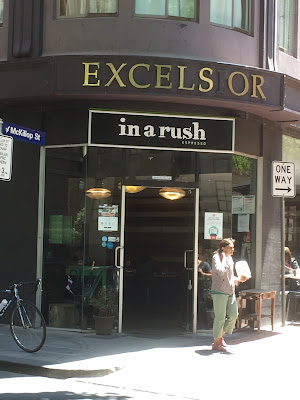 EXCELSIOR
in a rush
ESPRESSO
McKillop St
ONE
WAY